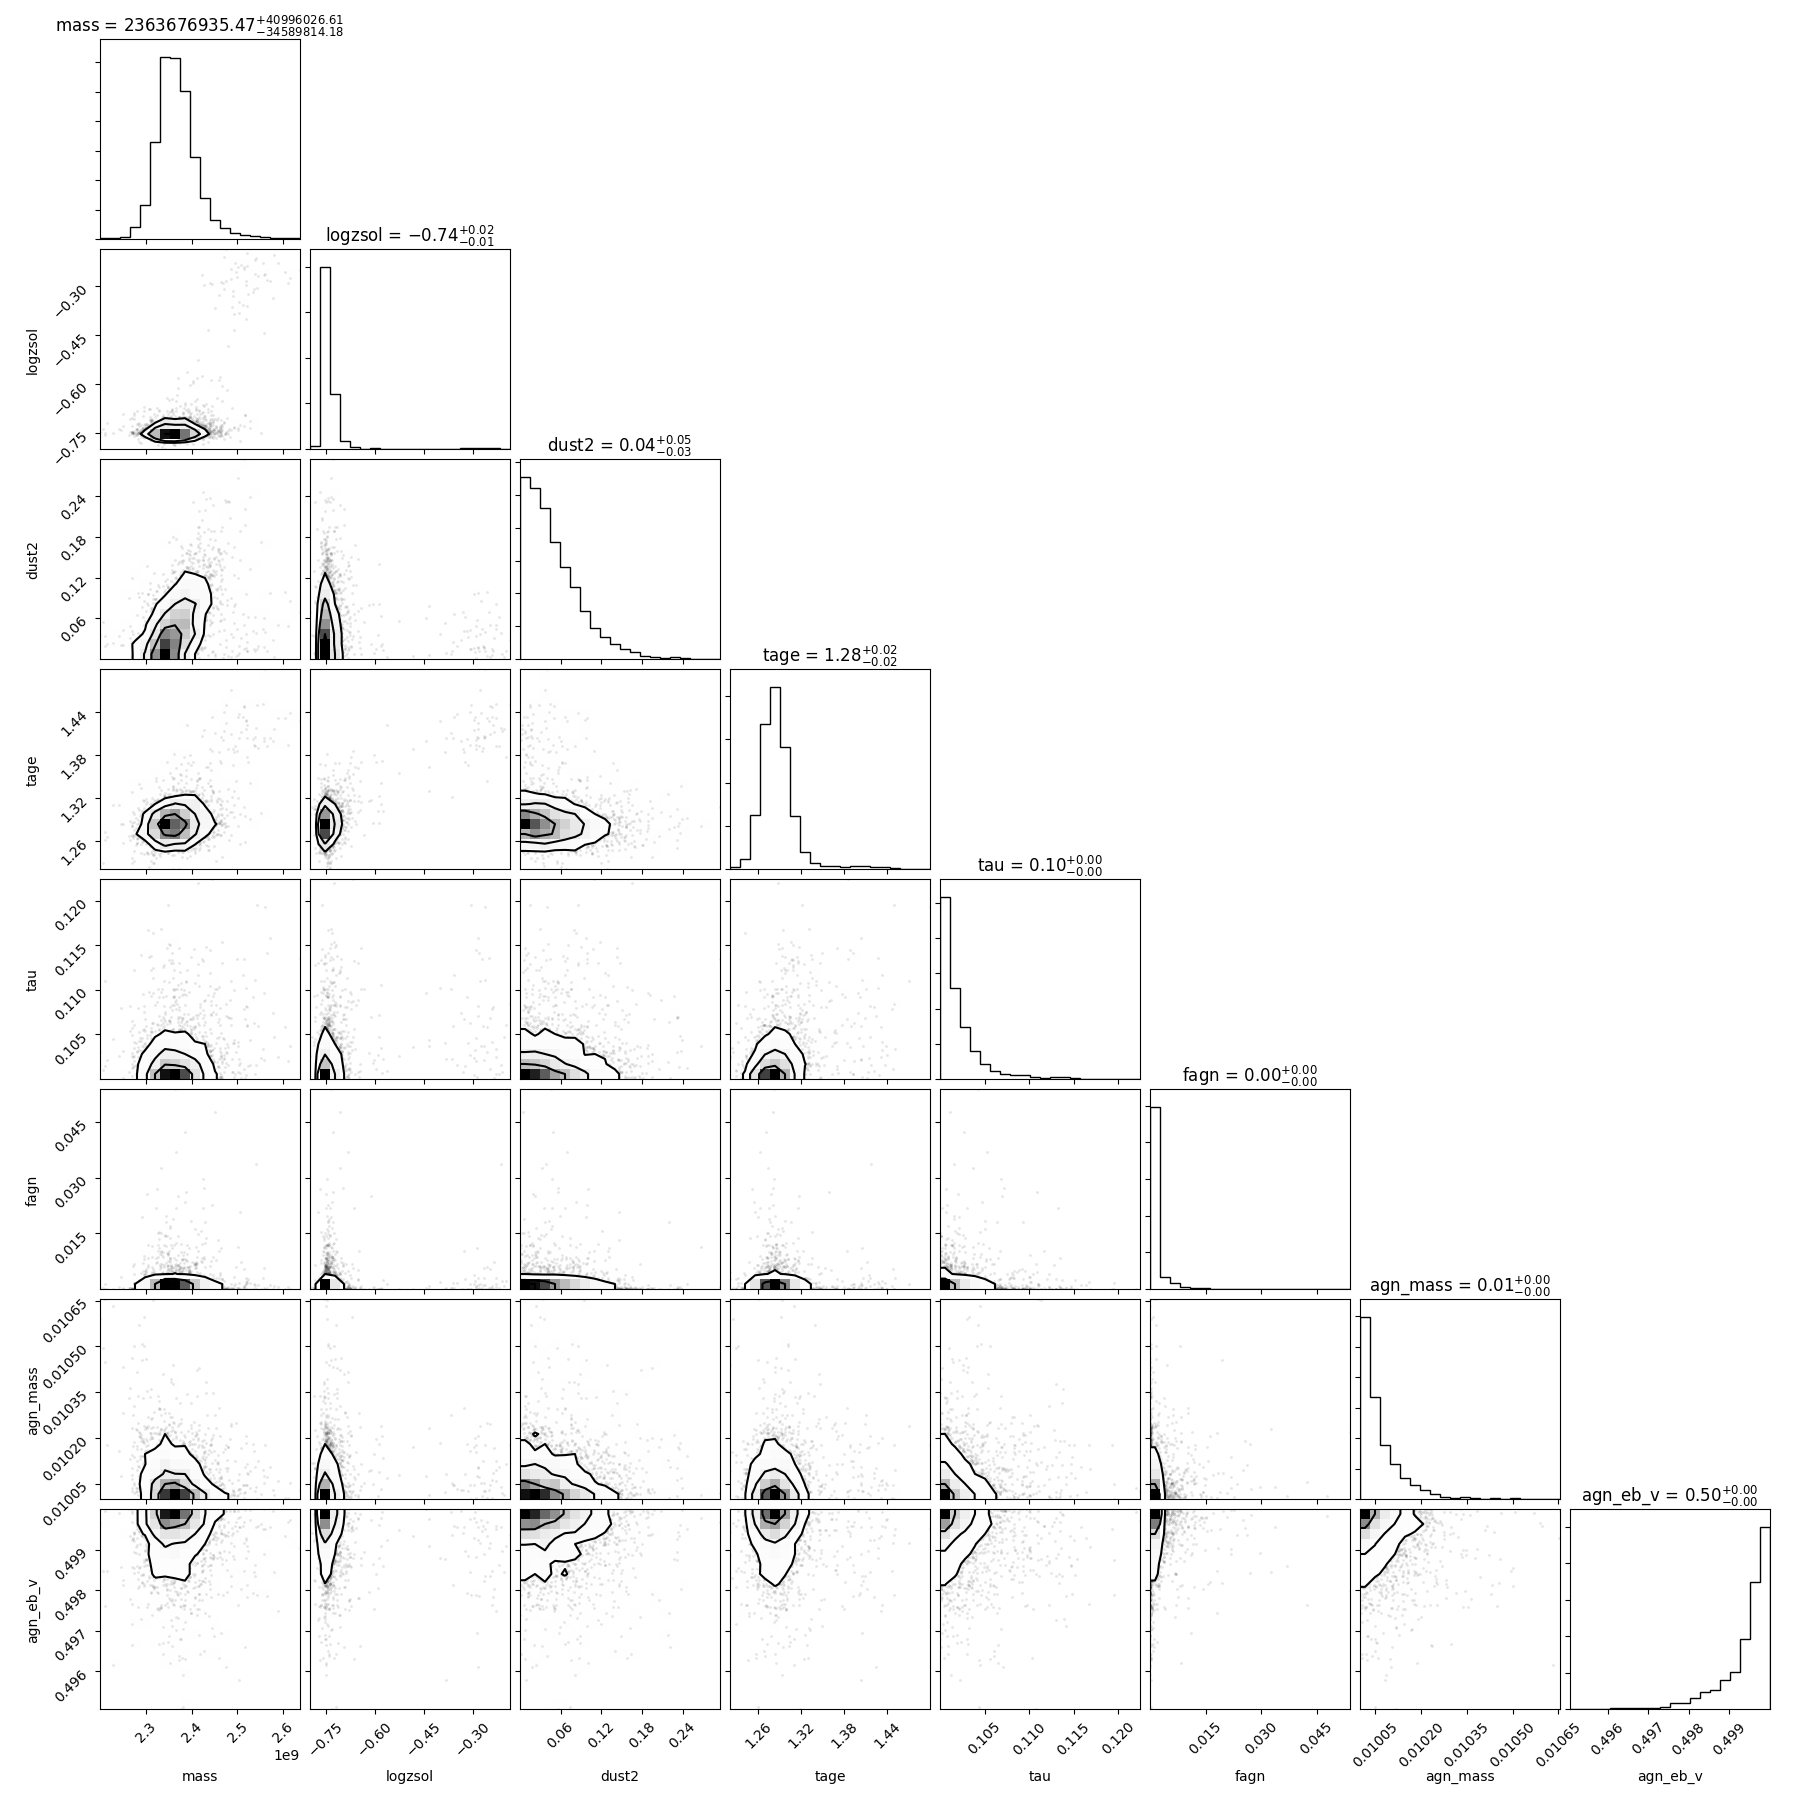 mass = 2363676935.47+40996026.61−34589814.18
logzsol = −0.74+0.02−0.01
−0.30
−0.45
−0.60
−0.75
logzsol
dust2 = 0.04+0.05−0.03
0.24
0.18
0.12
0.06
dust2
tage = 1.28+0.02−0.02
1.44
1.38
1.32
1.26
tage
tau = 0.10+0.00−0.00
0.120
0.115
0.110
0.105
tau
fagn = 0.00+0.00−0.00
0.045
0.030
0.015
fagn
agn_mass = 0.01+0.00−0.00
0.01065
0.01050
0.01035
0.01020
0.01005
agn_mass
agn_eb_v = 0.50+0.00−0.00
0.499
0.498
0.497
0.496
agn_eb_v
2.3 2.4 2.5 2.6
1e9
−0.75 −0.60 −0.45 −0.30
0.06 0.12 0.18 0.24
1.26 1.32 1.38 1.44
0.105 0.110 0.115 0.120
0.015 0.030 0.045
0.01005 0.01020 0.01035 0.01050 0.01065
0.496 0.497 0.498 0.499
mass logzsol dust2 tage tau fagn agn_mass agn_eb_v